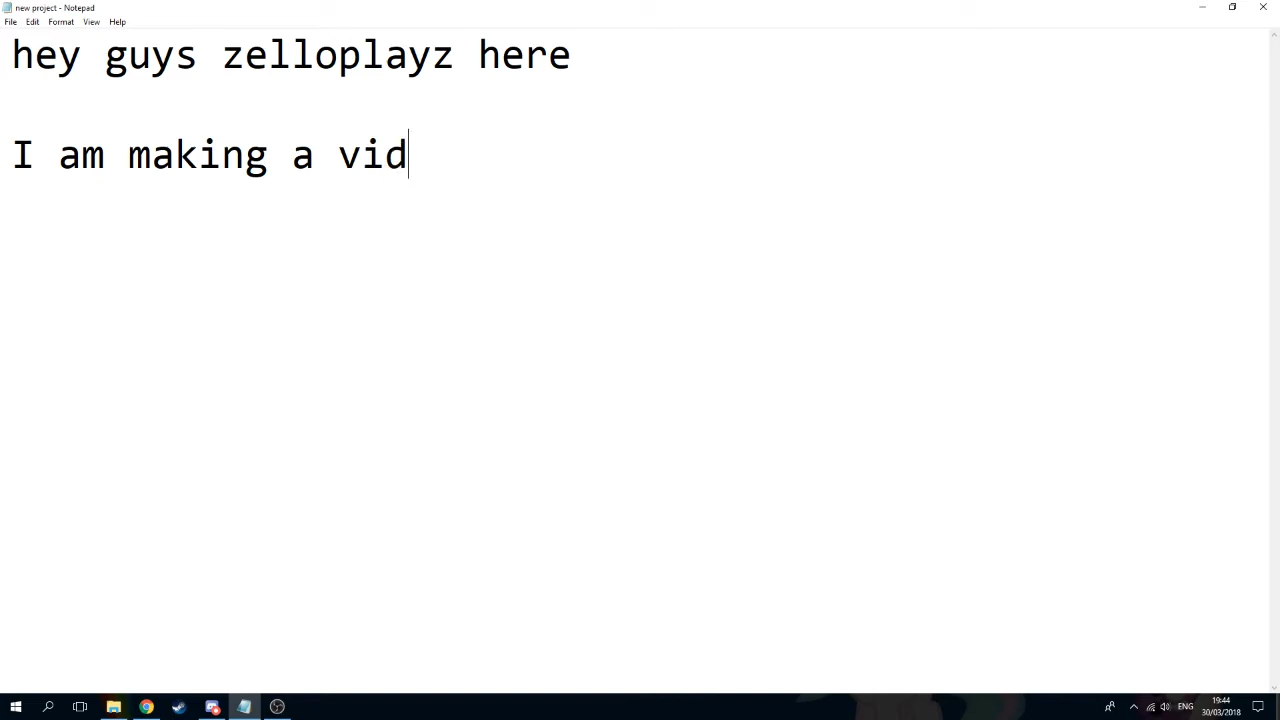 new project - Notepad
File Edit Format View Help
hey guys zelloplayz here
I am making a vid
ENG
19:44
30/03/2018